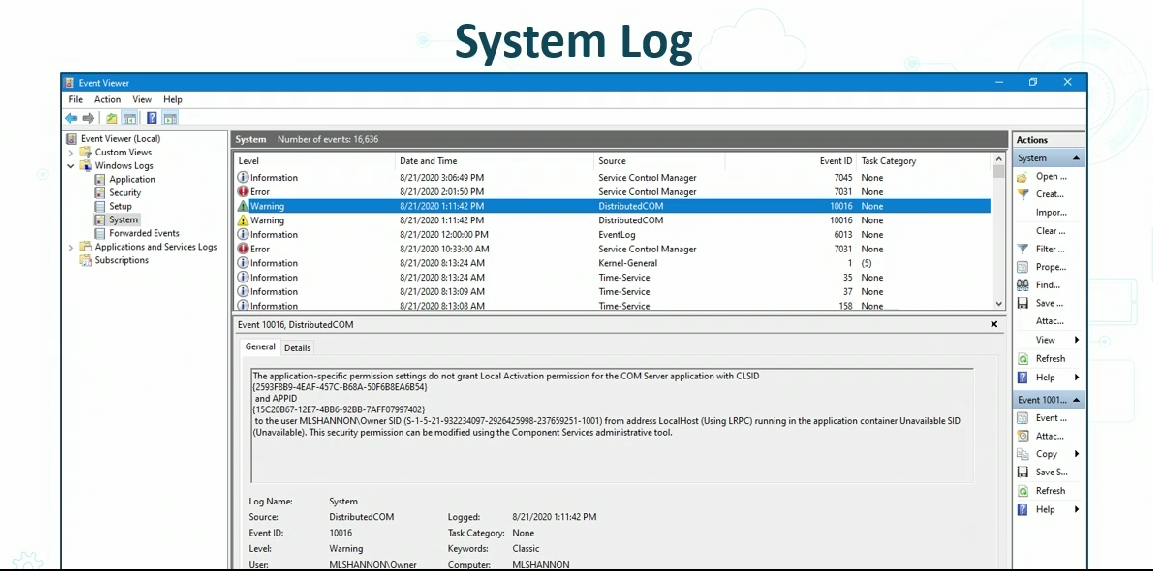 System Log
Event Viewer
File Action View Help
Event Viewer (Local)
Custom Views
Windows Logs
Application
Security
Setup
System
Forwarded Events
Applications and Services Logs
Subscriptions
System Number of events: 16,636
Level Date and Time Source Event ID Task Category
Information 8/21/2020 3:06:49 PM Service Control Manager 7045 None
Error 8/21/2020 2:01:50 PM Service Control Manager 7031 None
Warning 8/21/2020 1:11:42 PM DistributedCOM 10016 None
Warning 8/21/2020 1:11:42 PM DistributedCOM 10016 None
Information 8/21/2020 12:00:00 PM EventLog 6013 None
Error 8/21/2020 10:33:00 AM Service Control Manager 7031 None
Information 8/21/2020 8:13:24 AM Kernel-General 1 (5)
Information 8/21/2020 8:13:24 AM Time-Service 35 None
Information 8/21/2020 8:13:09 AM Time-Service 37 None
Information 8/21/2020 8:13:03 AM Time-Service 158 None
Event 10016, DistributedCOM
General Details
The application-specific permission settings do not grant Local Activation permission for the COM Server application with CLSID
{2593F8B9-4EAF-457C-B68A-50F6B8EA6B54}
and APPID
{15C20B67-12E7-4BB6-92BB-7AFF07997402}
to the user MLSHANNON\Owner SID (S-1-5-21-932234097-2926425998-237659251-1001) from address LocalHost (Using LRPC) running in the application container Unavailable SID
(Unavailable). This security permission can be modified using the Component Services administrative tool.
Log Name: System
Source: DistributedCOM Logged: 8/21/2020 1:11:42 PM
Event ID: 10016 Task Category: None
Level: Warning Keywords: Classic
User: MLSHANNON\Owner Computer: MLSHANNON
Actions
System
Open ...
Creat...
Impor...
Clear ...
Filter ...
Prope...
Find...
Save ...
Attac...
View
Refresh
Help
Event 1001...
Event ...
Attac...
Copy
Save S...
Refresh
Help